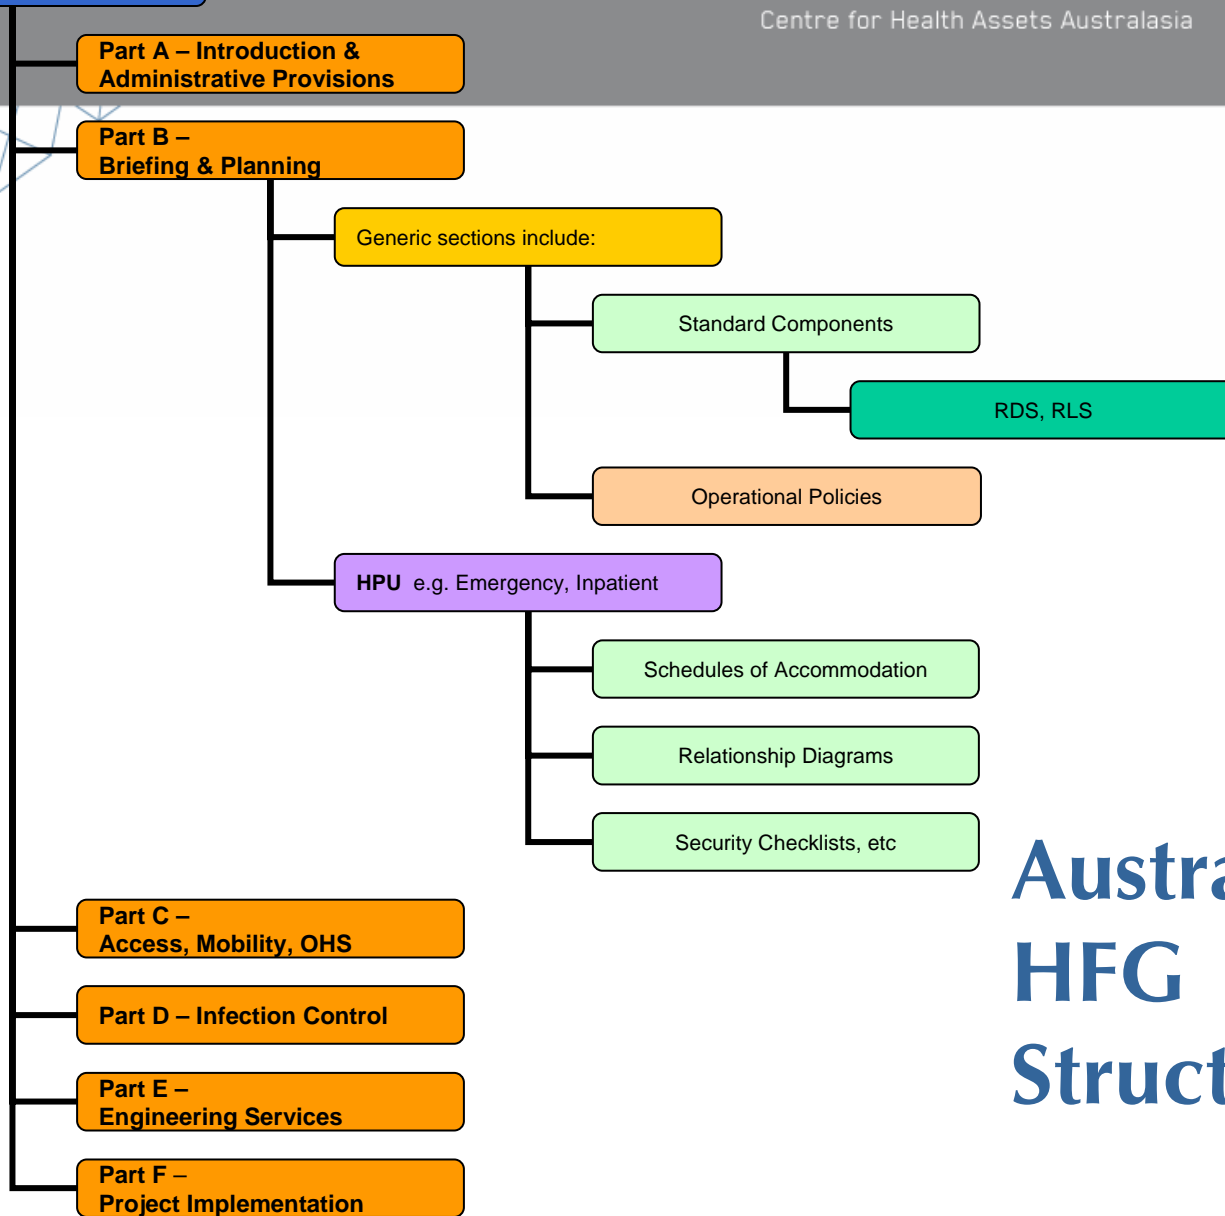 Centre for Health Assets Australasia
Part A – Introduction &
Administrative Provisions
Part B –
Briefing & Planning
Generic sections include:
Standard Components
RDS, RLS
Operational Policies
HPU e.g. Emergency, Inpatient
Schedules of Accommodation
Relationship Diagrams
Security Checklists, etc
Part C –
Access, Mobility, OHS
Part D – Infection Control
Part E –
Engineering Services
Part F –
Project Implementation
HFG